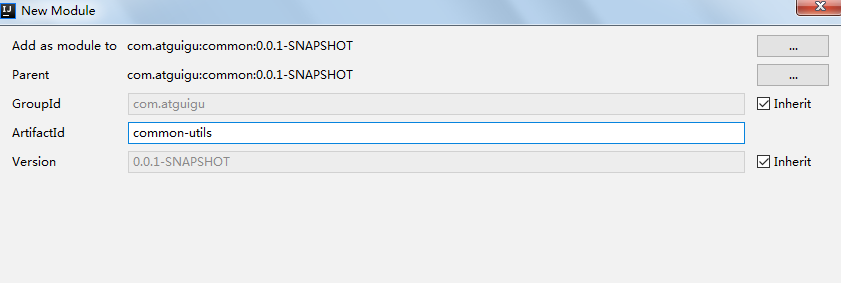 New Module
Add as module to com.atguigu:common:0.0.1-SNAPSHOT ...
Parent com.atguigu:common:0.0.1-SNAPSHOT ...
GroupId com.atguigu Inherit
ArtifactId common-utils
Version 0.0.1-SNAPSHOT Inherit